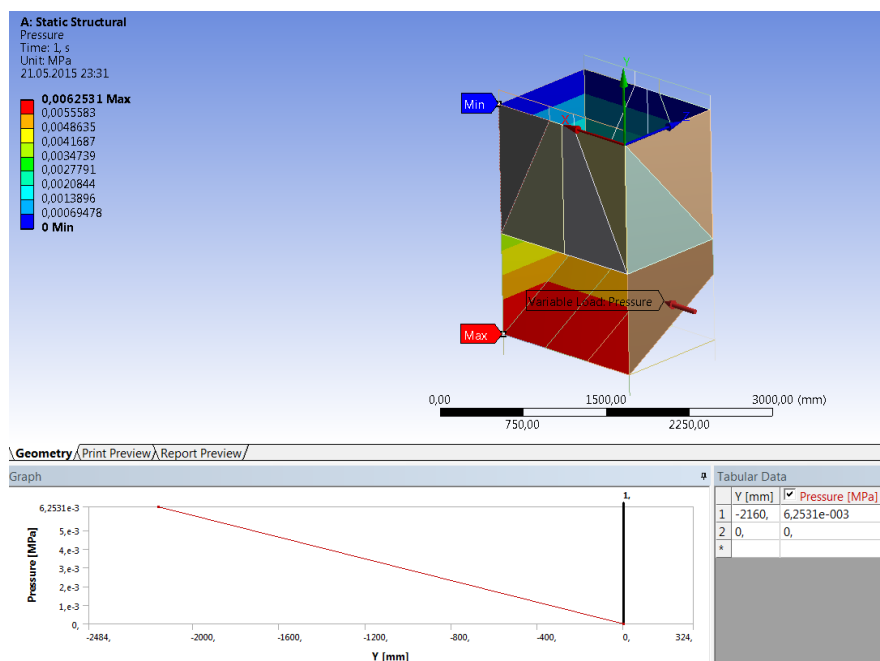 A: Static Structural
Pressure
Time: 1, s
Unit: MPa
21.05.2015 23:31
0,0062531 Max
0,0055583
0,0048635
0,0041687
0,0034739
0,0027791
0,0020844
0,0013896
0,00069478
0 Min
Y
Min
X
Z
Variable Load: Pressure
Max
0,00 1500,00 3000,00 (mm)
750,00 2250,00
Geometry Print Preview Report Preview
Graph
1,
6,2531e-3
5,e-3
4,e-3
3,e-3
2,e-3
1,e-3
0,
Pressure [MPa]
-2484, -2000, -1600, -1200, -800, -400, 0, 324,
Y [mm]
Tabular Data
Y [mm] Pressure [MPa]
1 -2160, 6,2531e-003
2 0, 0,
*